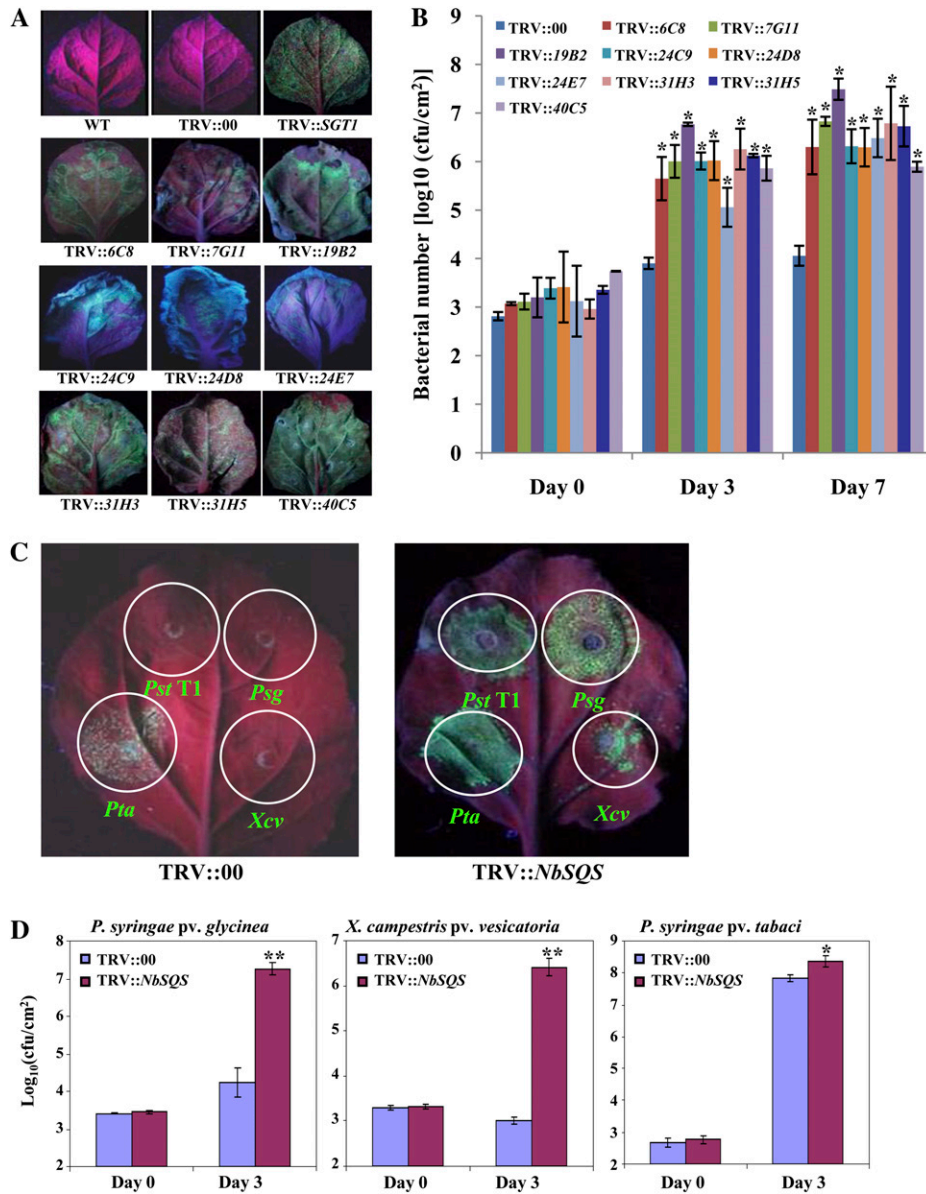 A
WT TRV::00 TRV::SGT1
TRV::6C8 TRV::7G11 TRV::19B2
TRV::24C9 TRV::24D8 TRV::24E7
TRV::31H3 TRV::31H5 TRV::40C5
B
TRV::00 TRV::6C8 TRV::7G11
TRV::19B2 TRV::24C9 TRV::24D8
TRV::24E7 TRV::31H3 TRV::31H5
TRV::40C5
Bacterial number [log10 (cfu/cm²)]
9
8
7
6
5
4
3
2
1
0
* * * * * * * ** *
* * * * * * * * *
Day 0 Day 3 Day 7
C
Pst T1 Psg
Pta Xcv
TRV::00
Pst T1 Psg
Pta Xcv
TRV::NbSQS
D
P. syringae pv. glycinea
TRV::00
TRV::NbSQS
**
Log₁₀(cfu/cm²)
8
7
6
5
4
3
2
Day 0 Day 3
X. campestris pv. vesicatoria
TRV::00
TRV::NbSQS
**
7
6
5
4
3
2
Day 0 Day 3
P. syringae pv. tabaci
TRV::00
TRV::NbSQS
*
9
8
7
6
5
4
3
2
Day 0 Day 3